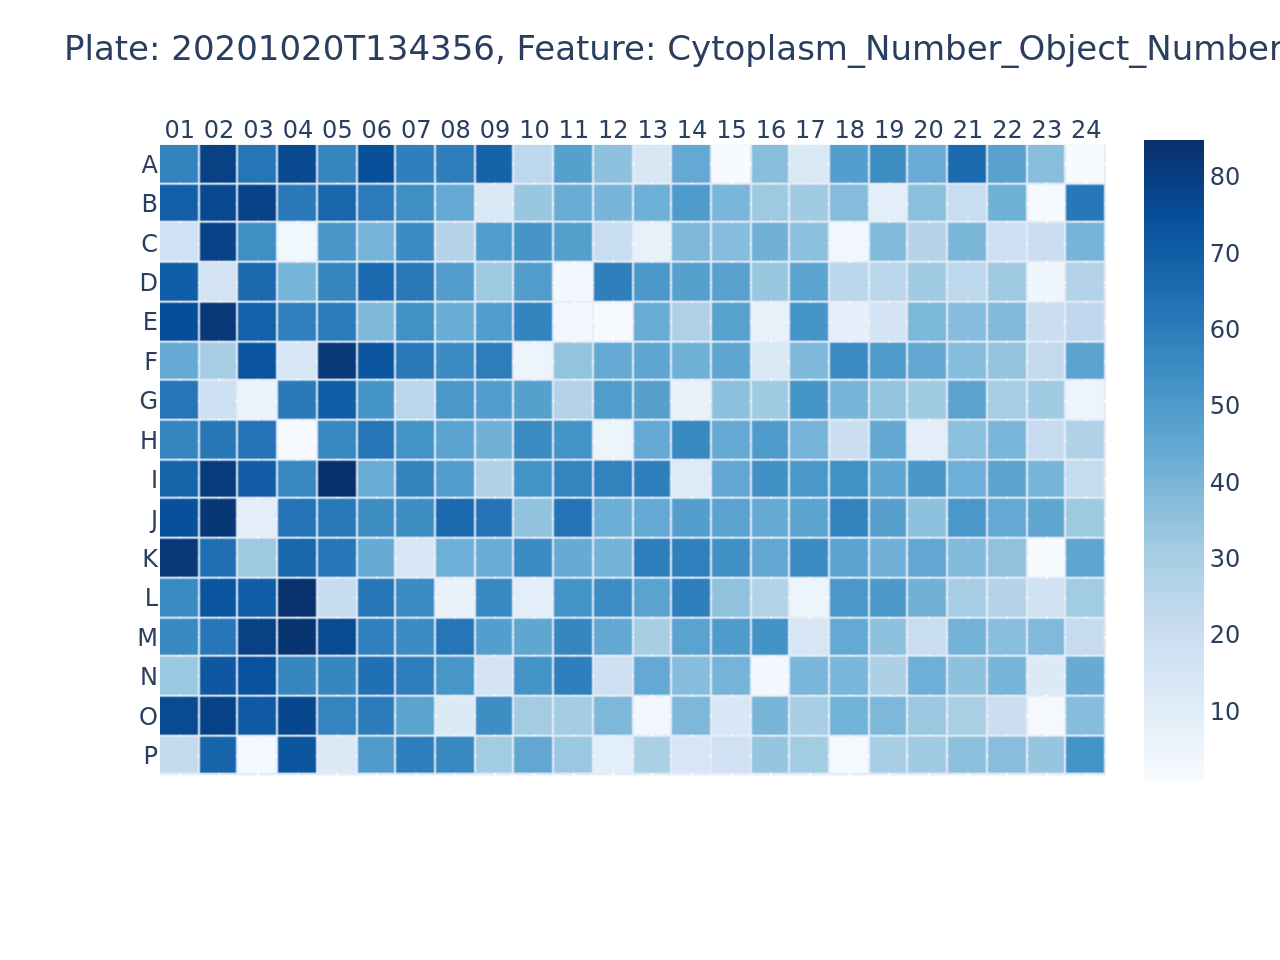 Plate: 20201020T134356, Feature: Cytoplasm_Number_Object_Number
01 02 03 04 05 06 07 08 09 10 11 12 13 14 15 16 17 18 19 20 21 22 23 24
A
B
C
D
E
F
G
H
I
J
K
L
M
N
O
P
80
70
60
50
40
30
20
10